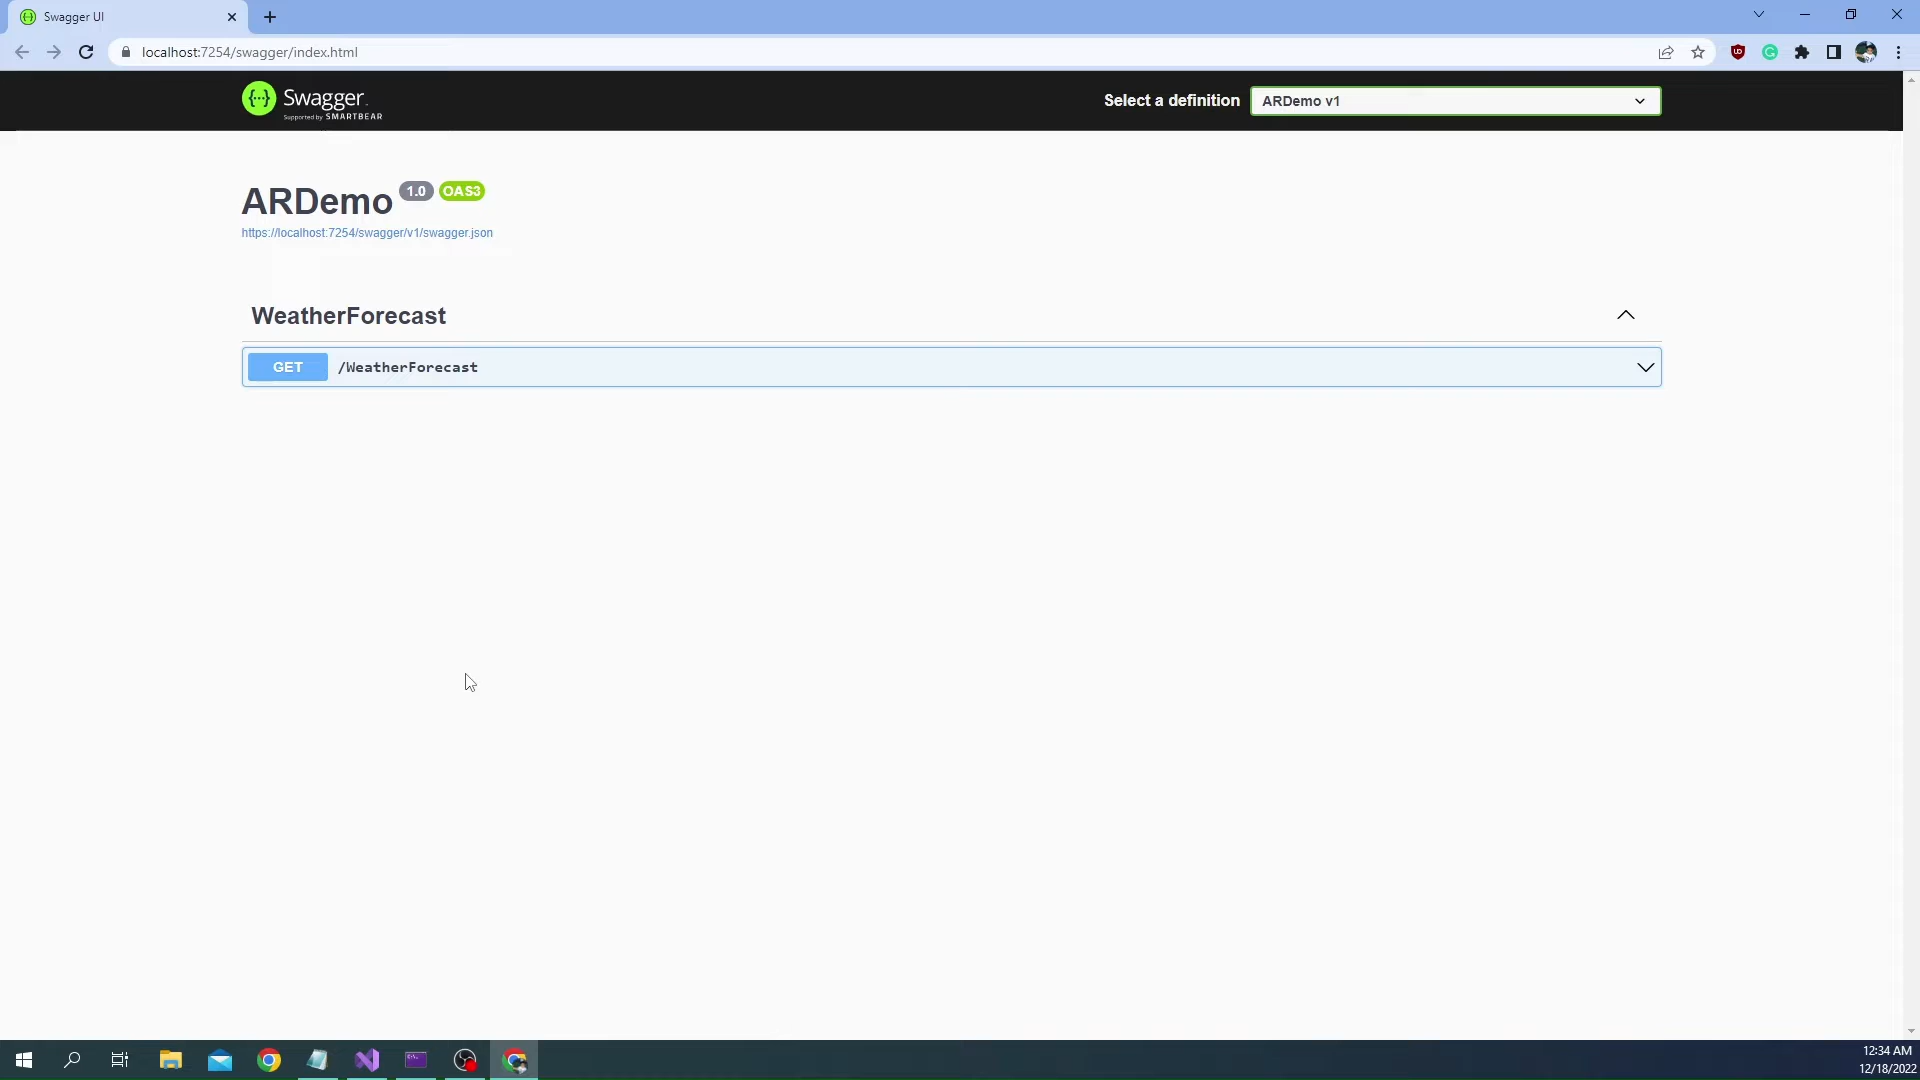 Swagger UI
localhost:7254/swagger/index.html
Swagger
Supported by SMARTBEAR
Select a definition
ARDemo v1
ARDemo 1.0 OAS3
https://localhost:7254/swagger/v1/swagger.json
WeatherForecast
GET /WeatherForecast
12:34 AM
12/18/2022